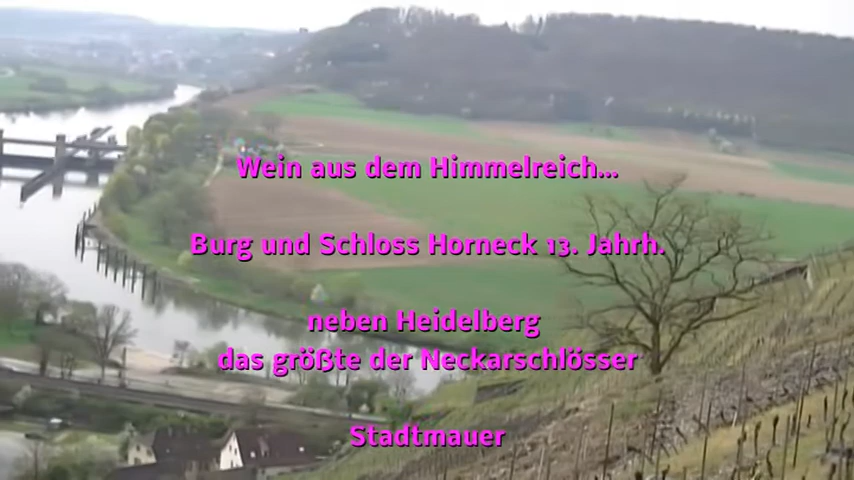 Wein aus dem Himmelreich...
Burg und Schloss Horneck 13. Jahrh.
neben Heidelberg
das größte der Neckarschlösser
Stadtmauer